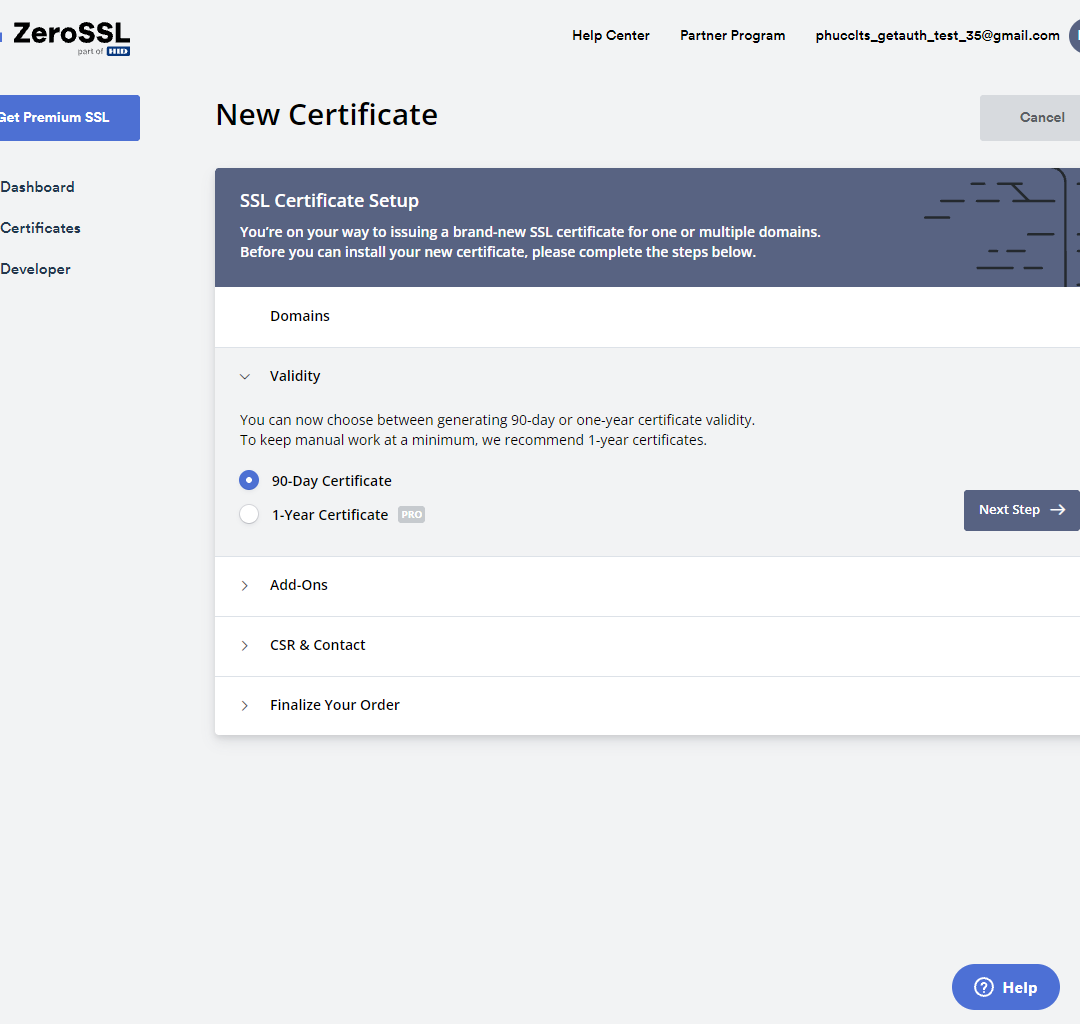 ZeroSSL
part of HID
Help Center
Partner Program
phucclts_getauth_test_35@gmail.com
Get Premium SSL
New Certificate
Cancel
Dashboard
Certificates
Developer
SSL Certificate Setup
You're on your way to issuing a brand-new SSL certificate for one or multiple domains.
Before you can install your new certificate, please complete the steps below.
Domains
Validity
You can now choose between generating 90-day or one-year certificate validity.
To keep manual work at a minimum, we recommend 1-year certificates.
90-Day Certificate
1-Year Certificate PRO
Next Step
Add-Ons
CSR & Contact
Finalize Your Order
Help